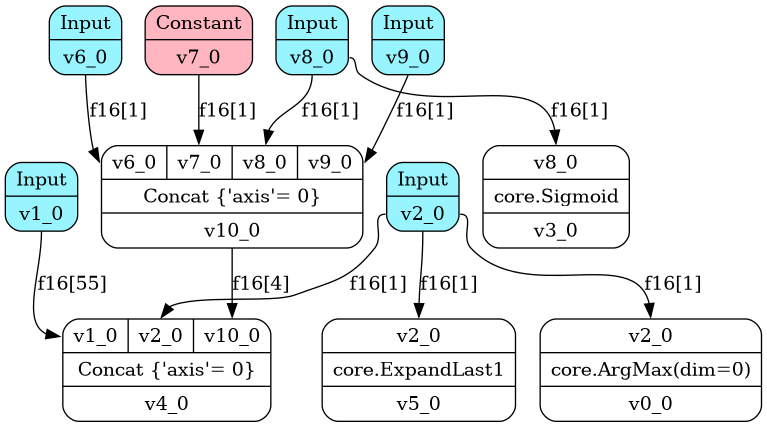 Input
v6_0
Constant
v7_0
Input
v8_0
Input
v9_0
f16[1]
f16[1]
f16[1]
f16[1]
f16[1]
v6_0 v7_0 v8_0 v9_0
Concat {'axis'= 0}
v10_0
v8_0
core.Sigmoid
v3_0
Input
v1_0
Input
v2_0
f16[55]
f16[4]
f16[1]
f16[1]
f16[1]
v1_0 v2_0 v10_0
Concat {'axis'= 0}
v4_0
v2_0
core.ExpandLast1
v5_0
v2_0
core.ArgMax(dim=0)
v0_0